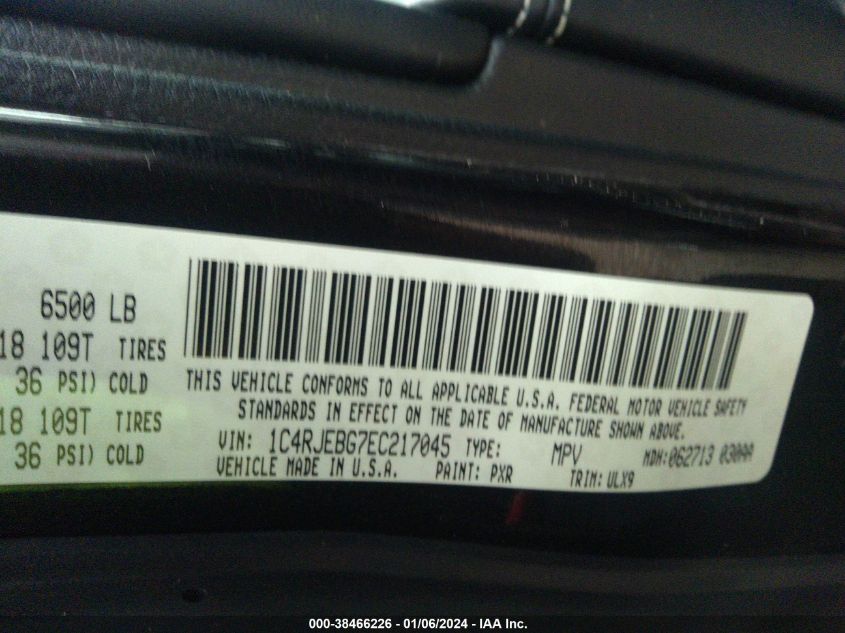 6500 LB
18 109T TIRES
36 PSI) COLD
18 109T TIRES
36 PSI) COLD
THIS VEHICLE CONFORMS TO ALL APPLICABLE U.S.A. FEDERAL MOTOR VEHICLE SAFETY
STANDARDS IN EFFECT ON THE DATE OF MANUFACTURE SHOWN ABOVE.
VIN: 1C4RJEBG7EC217045 TYPE: MPV MDH:062713 0309A
VEHICLE MADE IN U.S.A. PAINT: PXR TRIM: ULX9
000-38466226 - 01/06/2024 - IAA Inc.